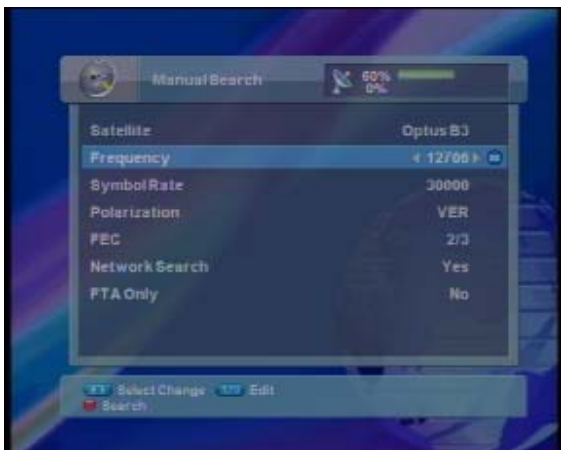 Manual Search
60%
0%
Satellite Optus B3
Frequency 12706
Symbol Rate 30000
Polarization VER
FEC 2/3
Network Search Yes
FTA Only No
Select Change Edit
Search